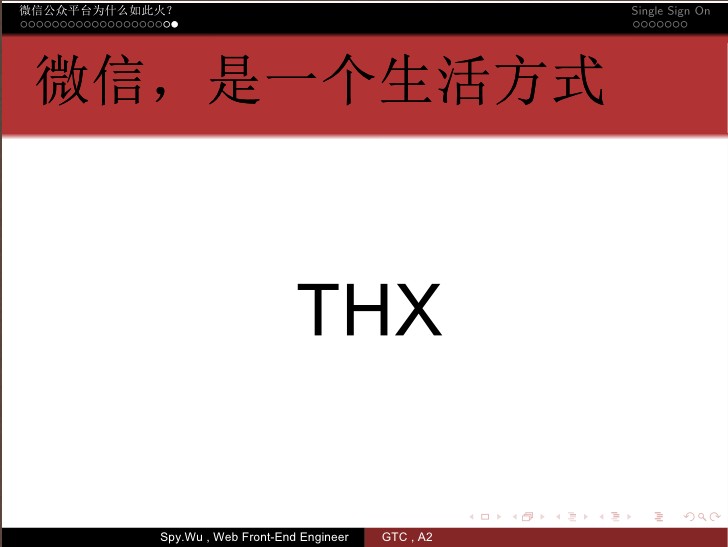 微信公众平台为什么如此火？
Single Sign On
微信，是一个生活方式
THX
Spy.Wu , Web Front-End Engineer
GTC , A2